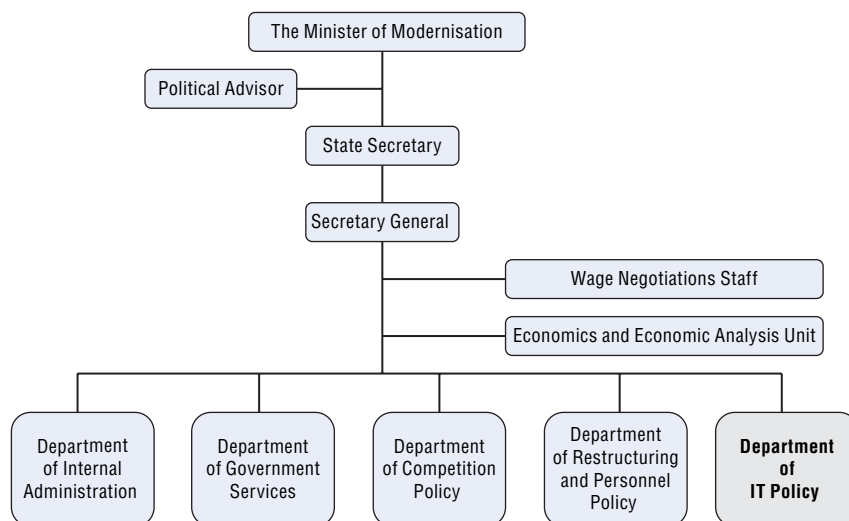 The Minister of Modernisation
Political Advisor
State Secretary
Secretary General
Wage Negotiations Staff
Economics and Economic Analysis Unit
Department
of Internal
Administration
Department
of Government
Services
Department
of Competition
Policy
Department
of Restructuring
and Personnel
Policy
Department
of
IT Policy